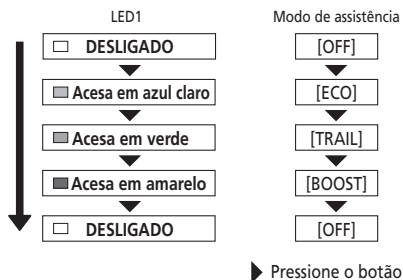 LED1
Modo de assistência
DESLIGADO
[OFF]
Acesa em azul claro
[ECO]
Acesa em verde
[TRAIL]
Acesa em amarelo
[BOOST]
DESLIGADO
[OFF]
Pressione o botão